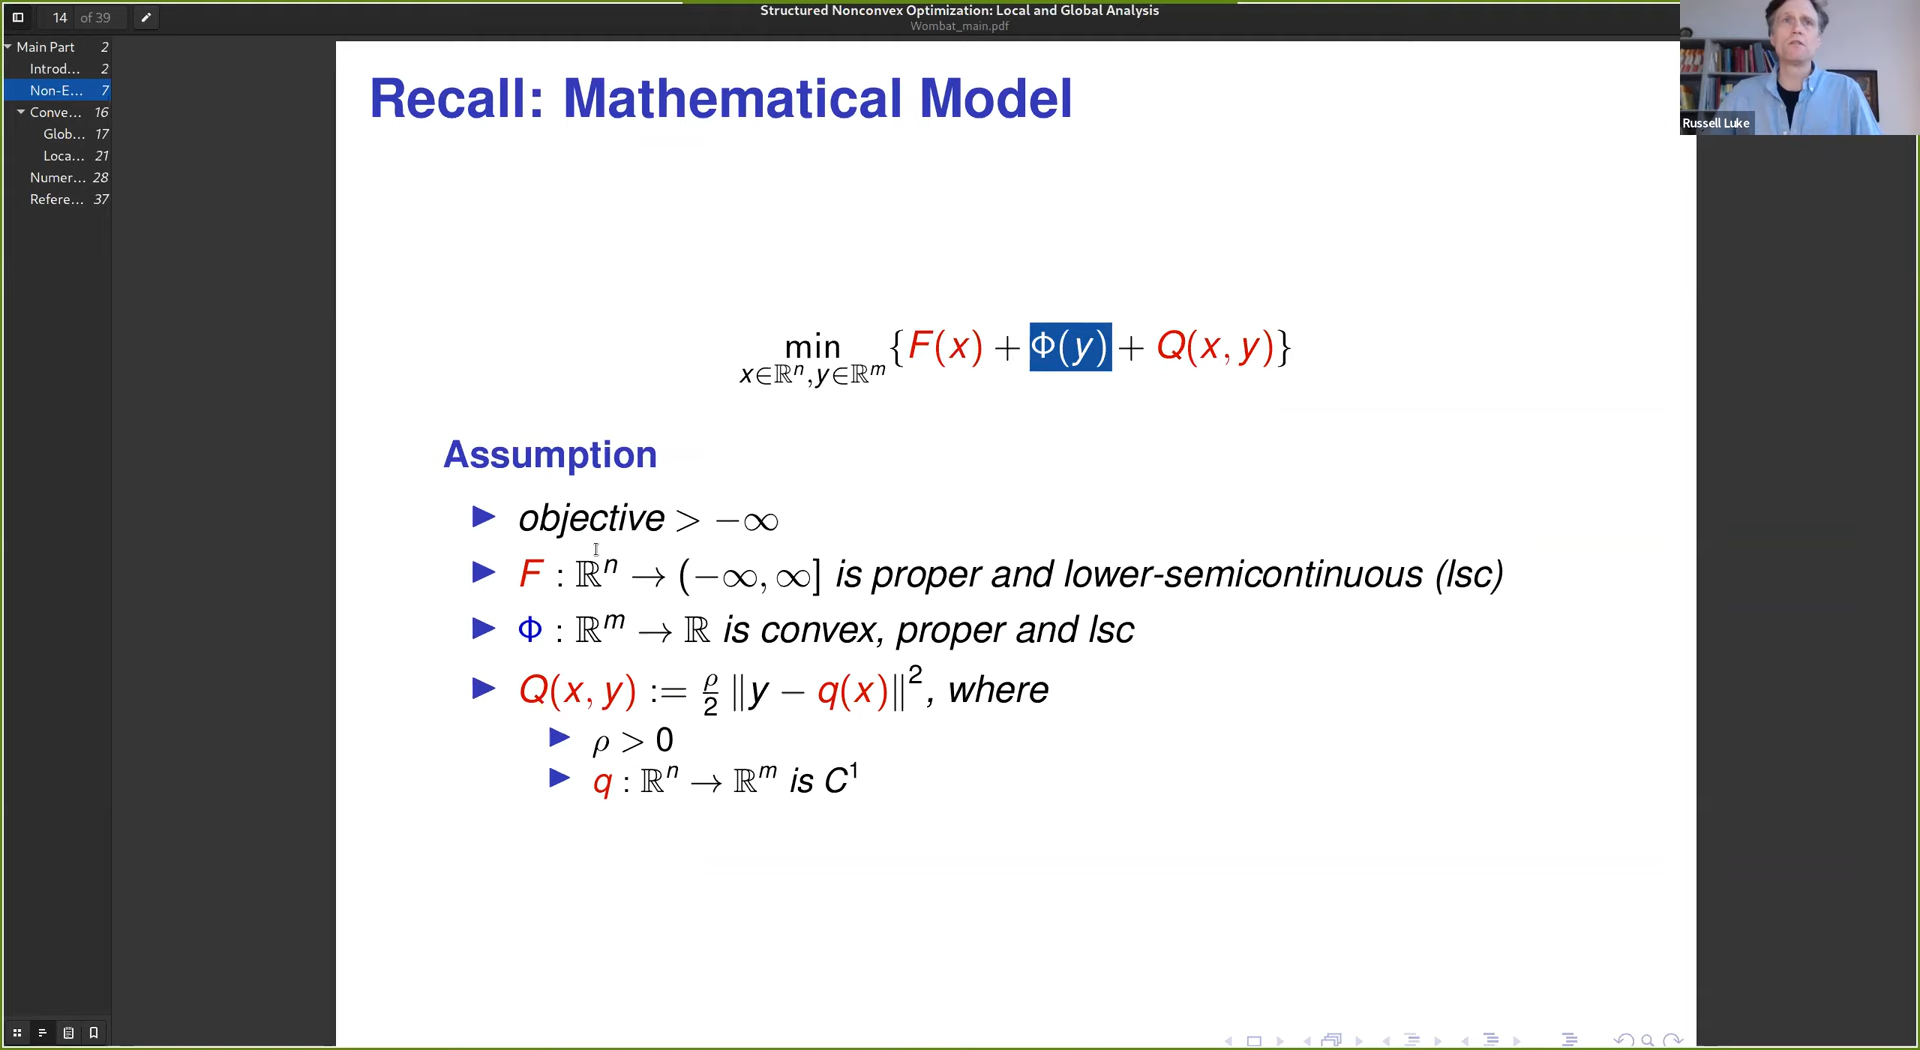 14 of 39
Structured Nonconvex Optimization: Local and Global Analysis
Wombat_main.pdf
Main Part 2
Introd... 2
Non-E... 7
Conve... 16
Glob... 17
Loca... 21
Numer... 28
Refere... 37
Russell Luke
Recall: Mathematical Model
min {F(x) + Φ(y) + Q(x, y)}
x∈ℝⁿ,y∈ℝᵐ
Assumption
objective > −∞
F : ℝⁿ → (−∞, ∞] is proper and lower-semicontinuous (lsc)
Φ : ℝᵐ → ℝ is convex, proper and lsc
Q(x, y) := ρ/2 ‖y − q(x)‖², where
ρ > 0
q : ℝⁿ → ℝᵐ is C¹